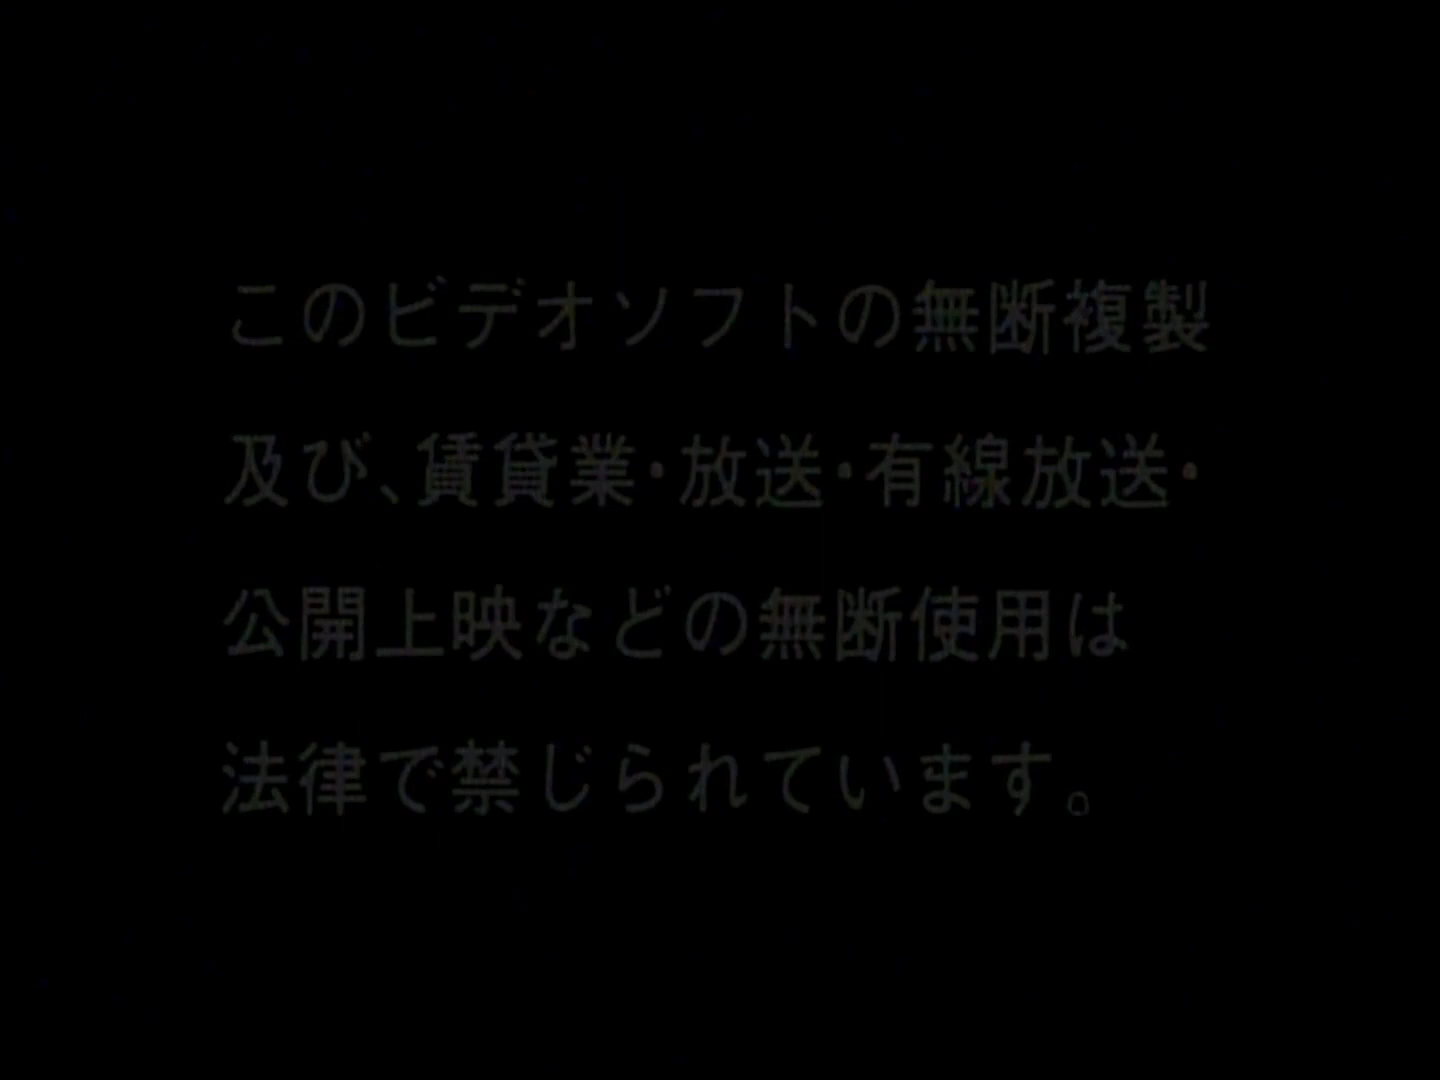 このビデオソフトの無断複製
及び、賃貸業・放送・有線放送・
公開上映などの無断使用は
法律で禁じられています。